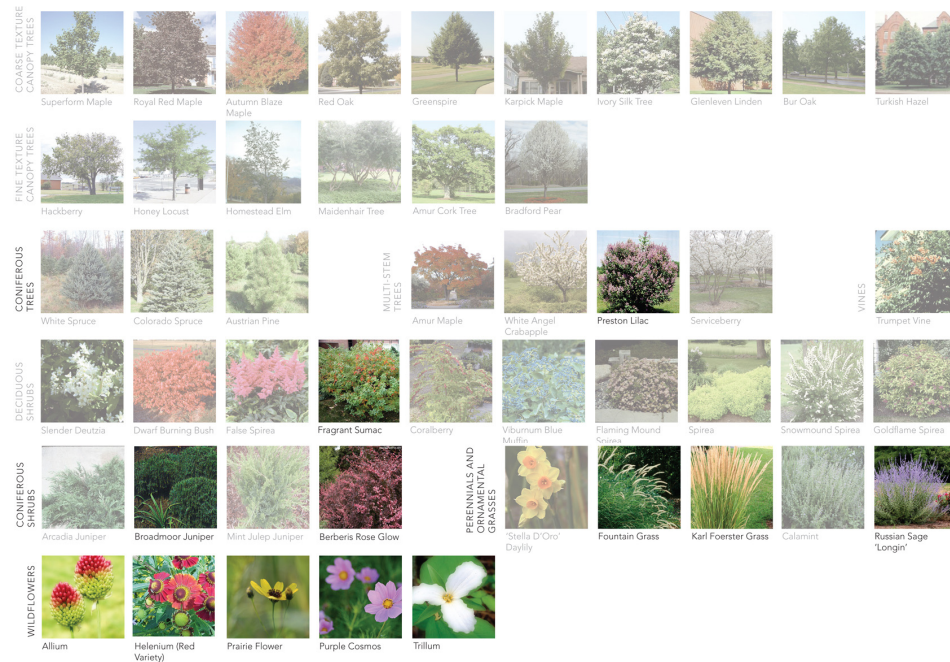 COARSE TEXTURE
CANOPY TREES
Superform Maple
Royal Red Maple
Autumn Blaze
Maple
Red Oak
Greenspire
Karpick Maple
Ivory Silk Tree
Glenleven Linden
Bur Oak
Turkish Hazel
FINE TEXTURE
CANOPY TREES
Hackberry
Honey Locust
Homestead Elm
Maidenhair Tree
Amur Cork Tree
Bradford Pear
CONIFEROUS
TREES
White Spruce
Colorado Spruce
Austrian Pine
MULTI-STEM
TREES
Amur Maple
White Angel
Crabapple
Preston Lilac
Serviceberry
VINES
Trumpet Vine
DECIDUOUS
SHRUBS
Slender Deutzia
Dwarf Burning Bush
False Spirea
Fragrant Sumac
Coralberry
Viburnum Blue
Muffin
Flaming Mound
Spirea
Spirea
Snowmound Spirea
Goldflame Spirea
CONIFEROUS
SHRUBS
Arcadia Juniper
Broadmoor Juniper
Mint Julep Juniper
Berberis Rose Glow
PERENNIALS AND
ORNAMENTAL
GRASSES
'Stella D'Oro'
Daylily
Fountain Grass
Karl Foerster Grass
Calamint
Russian Sage
'Longin'
WILDFLOWERS
Allium
Helenium (Red
Variety)
Prairie Flower
Purple Cosmos
Trillum